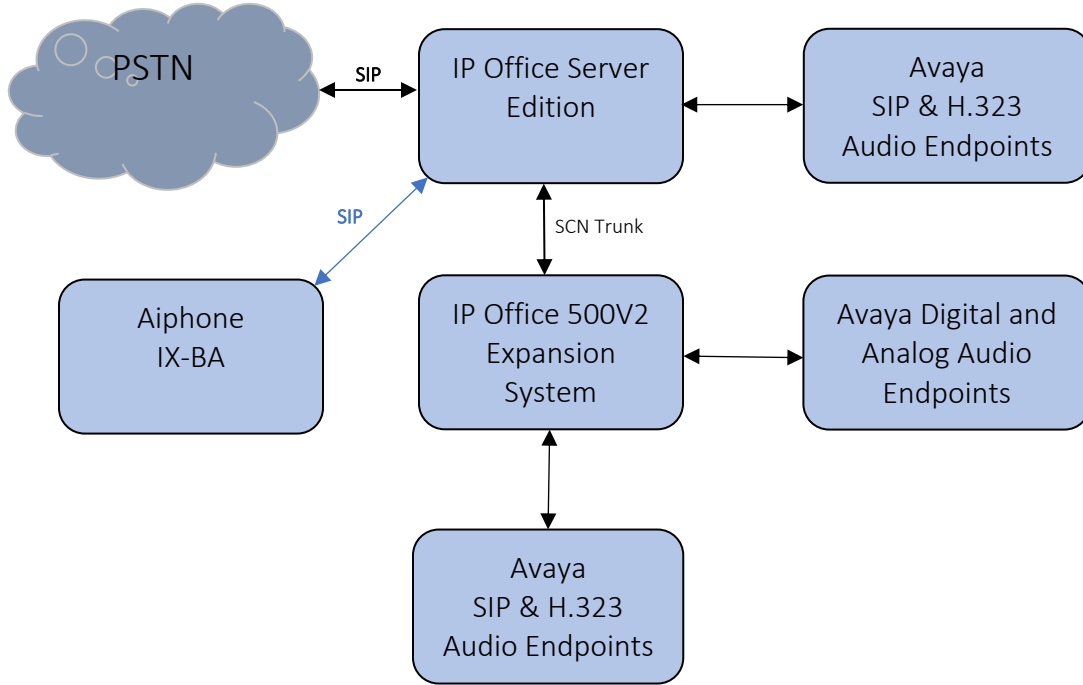 PSTN
SIP
IP Office Server
Edition
Avaya
SIP & H.323
Audio Endpoints
SIP
SCN Trunk
Aiphone
IX-BA
IP Office 500V2
Expansion
System
Avaya Digital and
Analog Audio
Endpoints
Avaya
SIP & H.323
Audio Endpoints